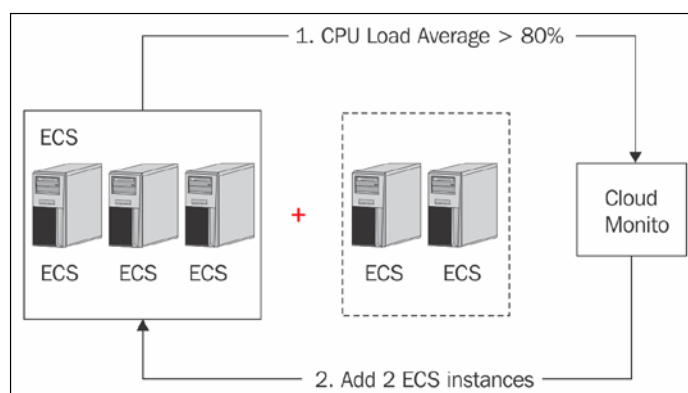 1. CPU Load Average > 80%
ECS
ECS ECS ECS
+
ECS ECS
Cloud
Monito
2. Add 2 ECS instances